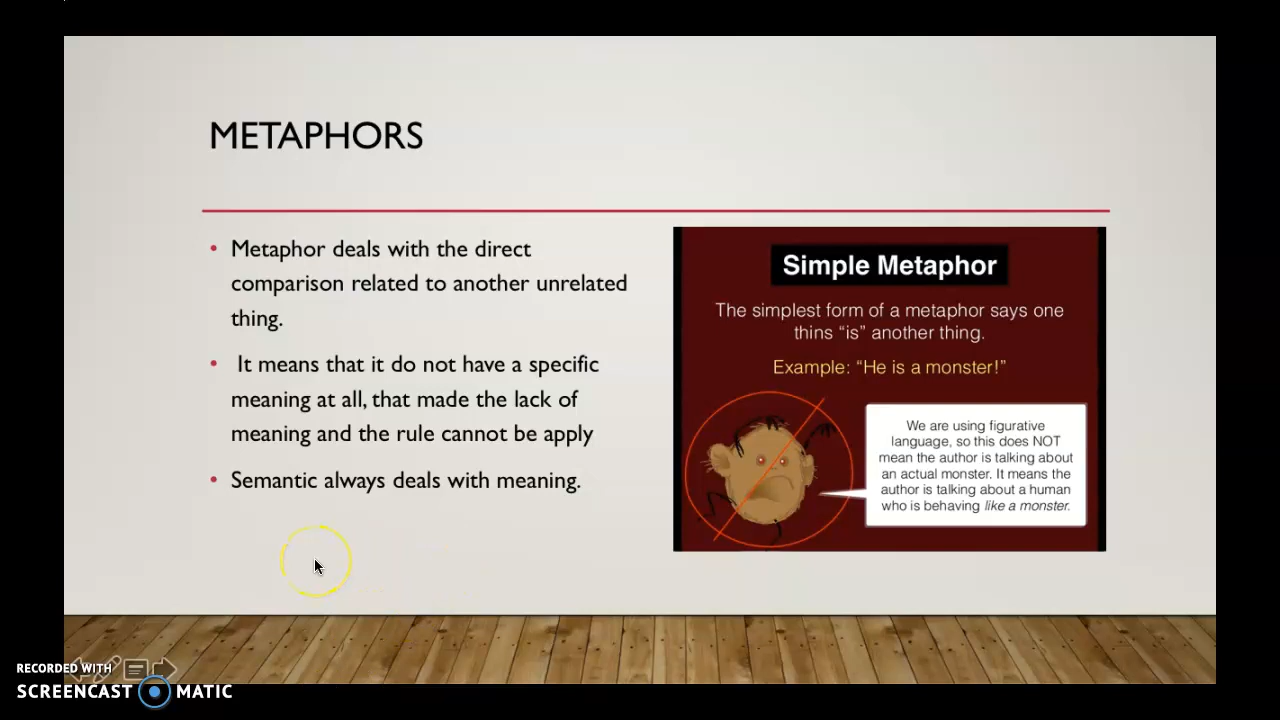 METAPHORS
• Metaphor deals with the direct
comparison related to another unrelated
thing.
• It means that it do not have a specific
meaning at all, that made the lack of
meaning and the rule cannot be apply
• Semantic always deals with meaning.
Simple Metaphor
The simplest form of a metaphor says one
thins “is” another thing.
Example: “He is a monster!”
We are using figurative
language, so this does NOT
mean the author is talking about
an actual monster. It means the
author is talking about a human
who is behaving like a monster.
RECORDED WITH
SCREENCAST MATIC